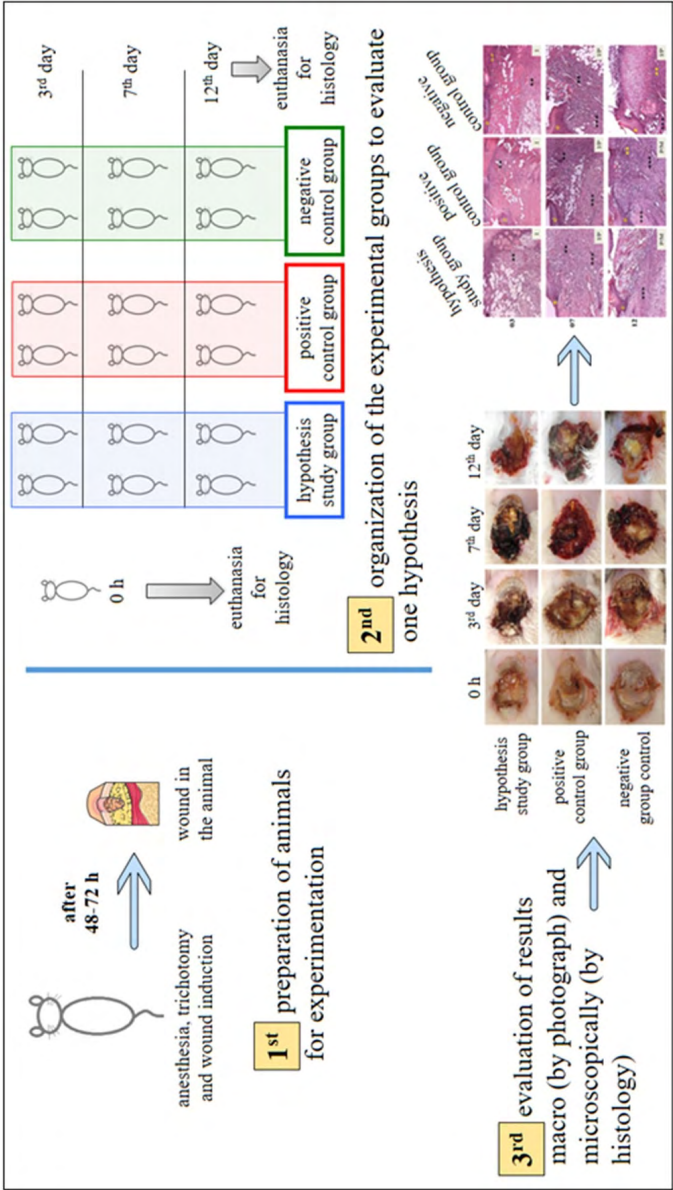 after
48-72 h
anesthesia, trichotomy
and wound induction
wound in
the animal
1st preparation of animals
for experimentation
0 h
euthanasia
for
histology
3rd day
7th day
12th day
hypothesis
study group
positive
control group
negative
control group
euthanasia
for
histology
2nd organization of the experimental groups to evaluate
one hypothesis
3rd evaluation of results
macro (by photograph) and
microscopically (by
histology)
0 h
3rd day
7th day
12th day
hypothesis
study group
positive
control group
negative
group control
hypothesis
study group
positive
control group
negative
control group
03
07
12